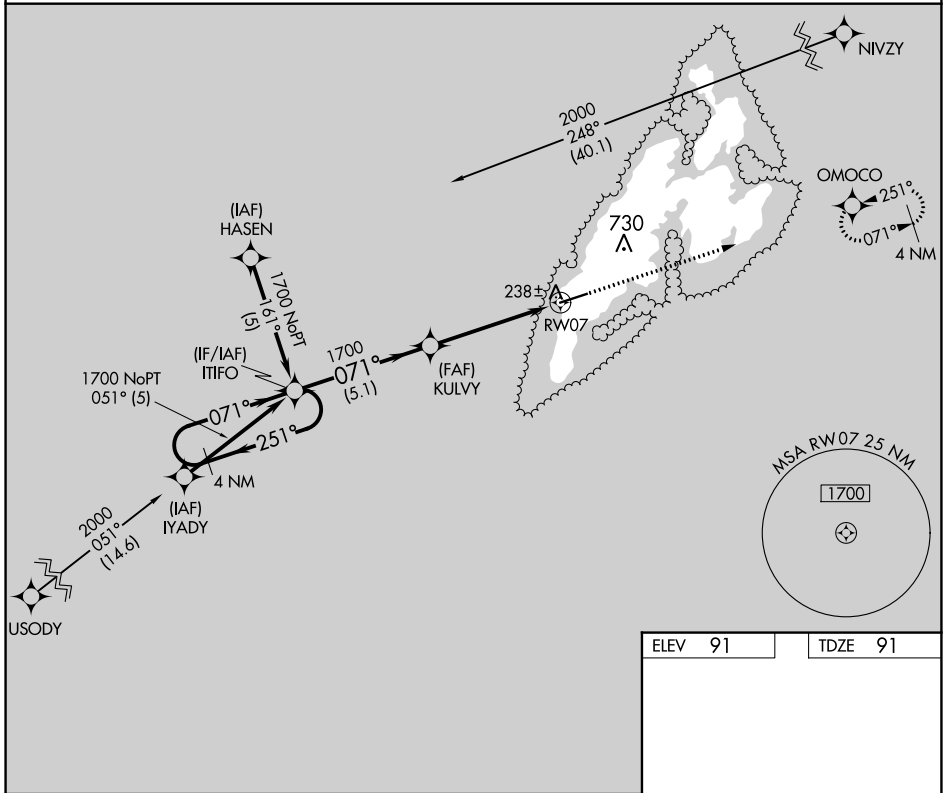 NIVZY
2000
248°
(40.1)
OMOCO
251°
071°
4 NM
(IAF)
HASEN
1700 NoPT
161°
(5)
730
238±
RW07
(IF/IAF)
ITIFO
1700
071°
(5.1)
(FAF)
KULVY
1700 NoPT
051° (5)
071°
251°
4 NM
(IAF)
IYADY
2000
051°
(14.6)
USODY
MSA RW07 25 NM
1700
ELEV 91
TDZE 91